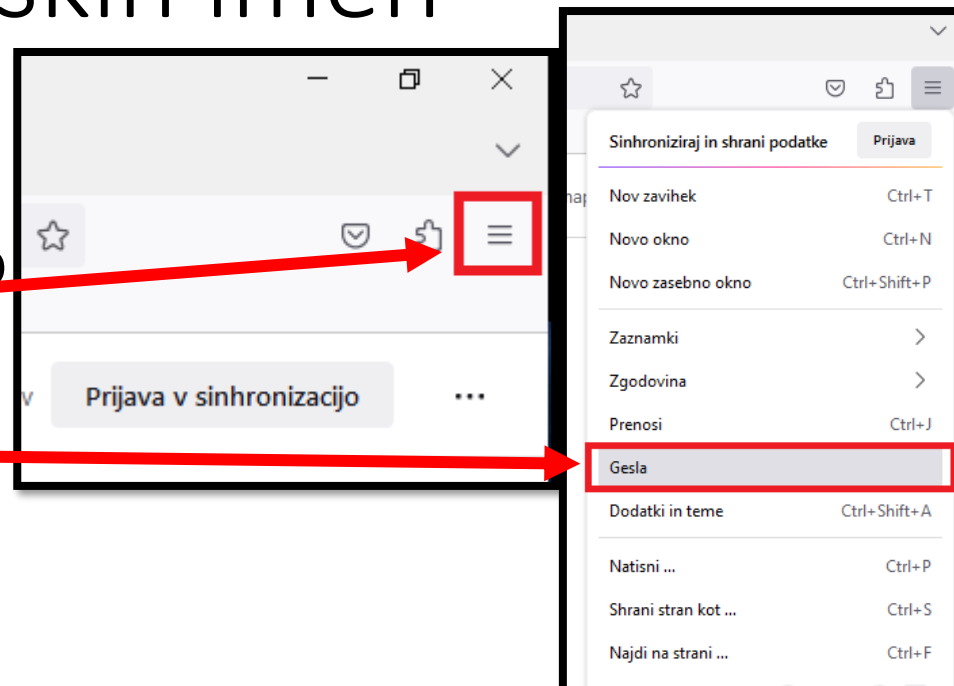 skih imen
Prijava v sinhronizacijo
Sinhroniziraj in shrani podatke Prijava
Nov zavihek Ctrl+T
Novo okno Ctrl+N
Novo zasebno okno Ctrl+Shift+P
Zaznamki
Zgodovina
Prenosi Ctrl+J
Gesla
Dodatki in teme Ctrl+Shift+A
Natisni ... Ctrl+P
Shrani stran kot ... Ctrl+S
Najdi na strani ... Ctrl+F